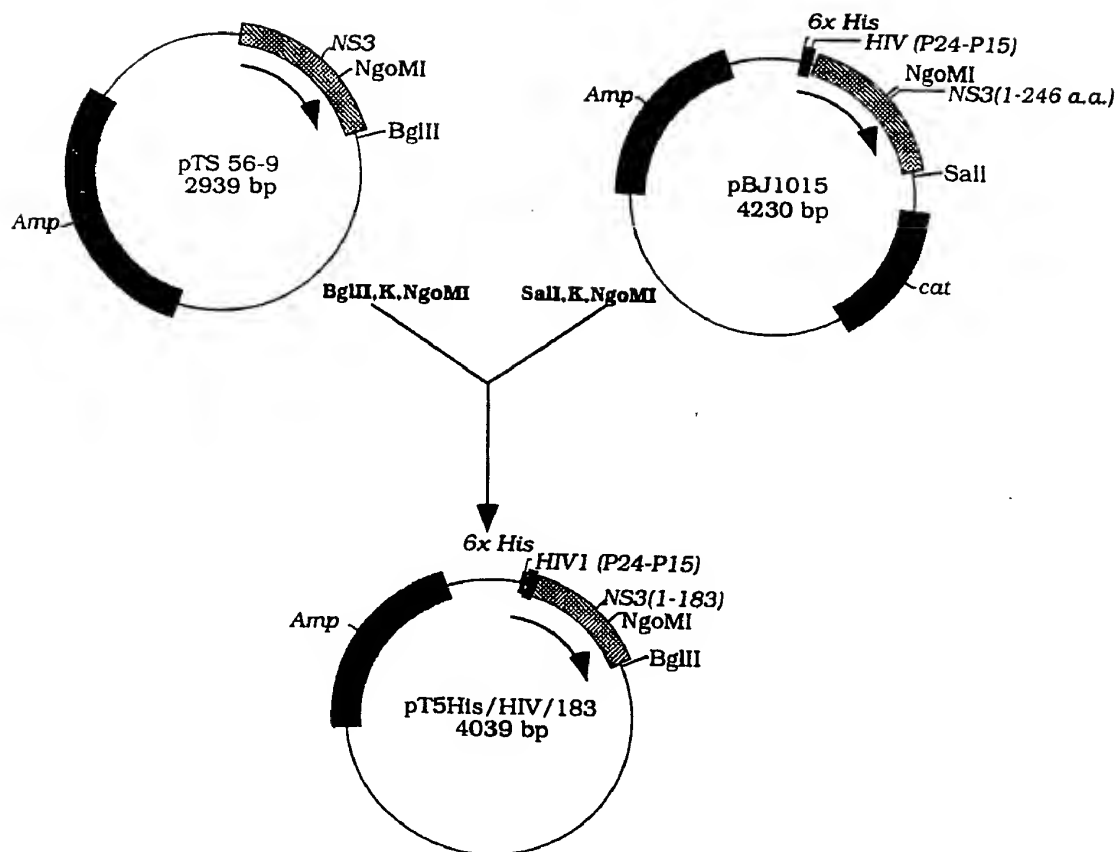 NS3
NgoMI
BglII
pTS 56-9
2939 bp
Amp
6x His
HIV (P24-P15)
NgoMI
NS3(1-246 a.a.)
SalI
Amp
pBJ1015
4230 bp
cat
BglII,K,NgoMI
SalI,K,NgoMI
6x His
HIV1 (P24-P15)
NS3(1-183)
NgoMI
BglII
Amp
pT5His/HIV/183
4039 bp